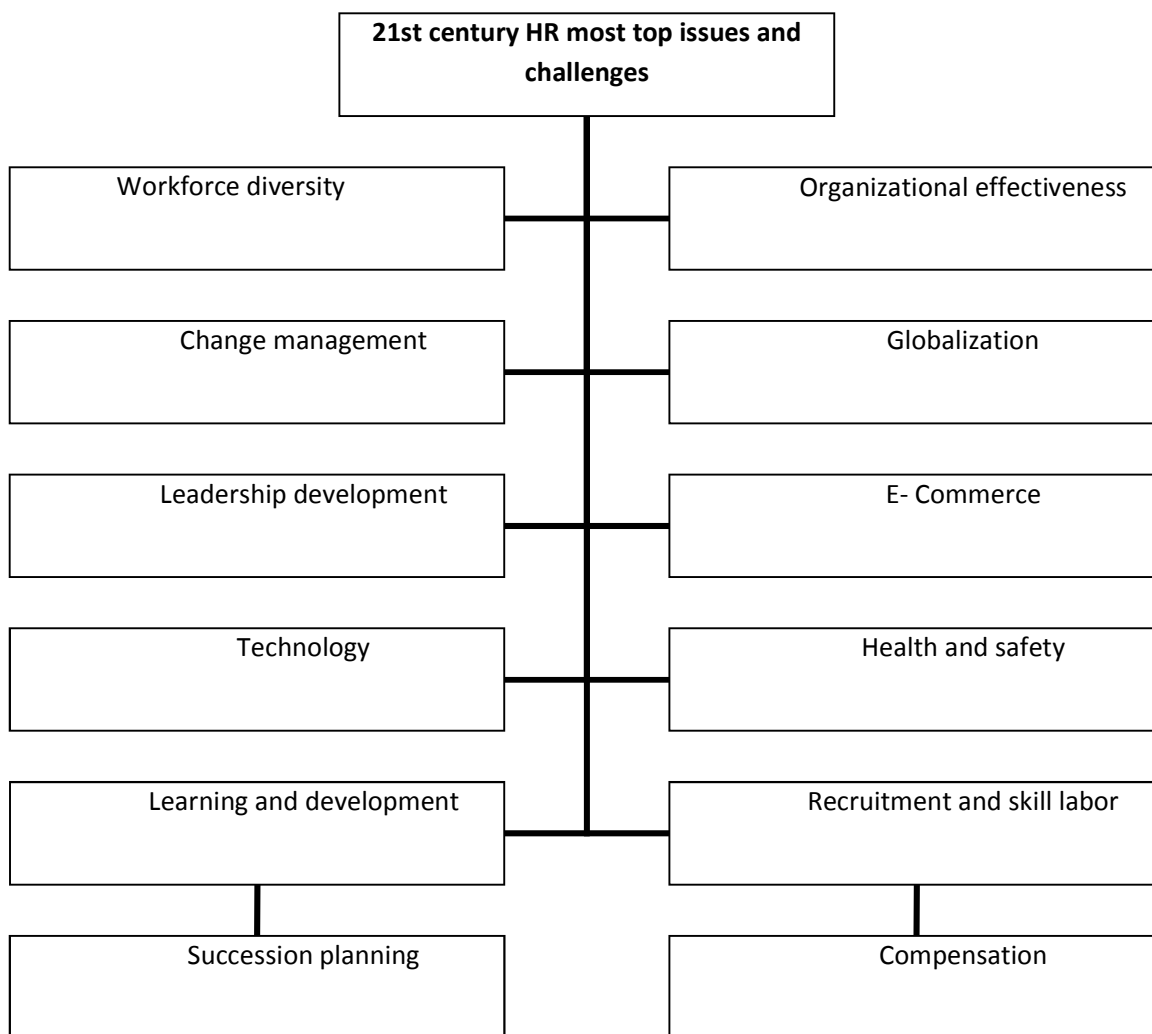 21st century HR most top issues and
challenges
Workforce diversity
Organizational effectiveness
Change management
Globalization
Leadership development
E- Commerce
Technology
Health and safety
Learning and development
Recruitment and skill labor
Succession planning
Compensation